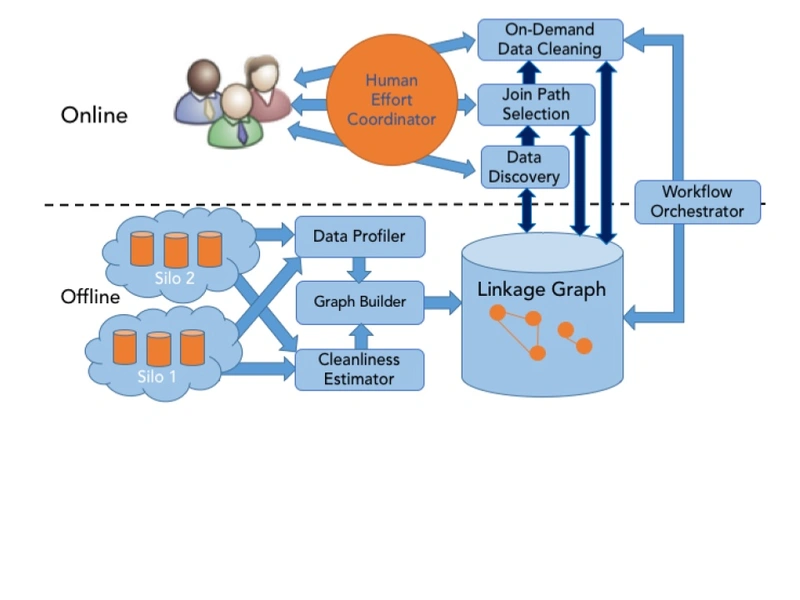 On-Demand
Data Cleaning
Human
Effort
Coordinator
Join Path
Selection
Online
Data
Discovery
Workflow
Orchestrator
Data Profiler
Silo 2
Offline
Graph Builder
Linkage Graph
Cleanliness
Estimator
Silo 1